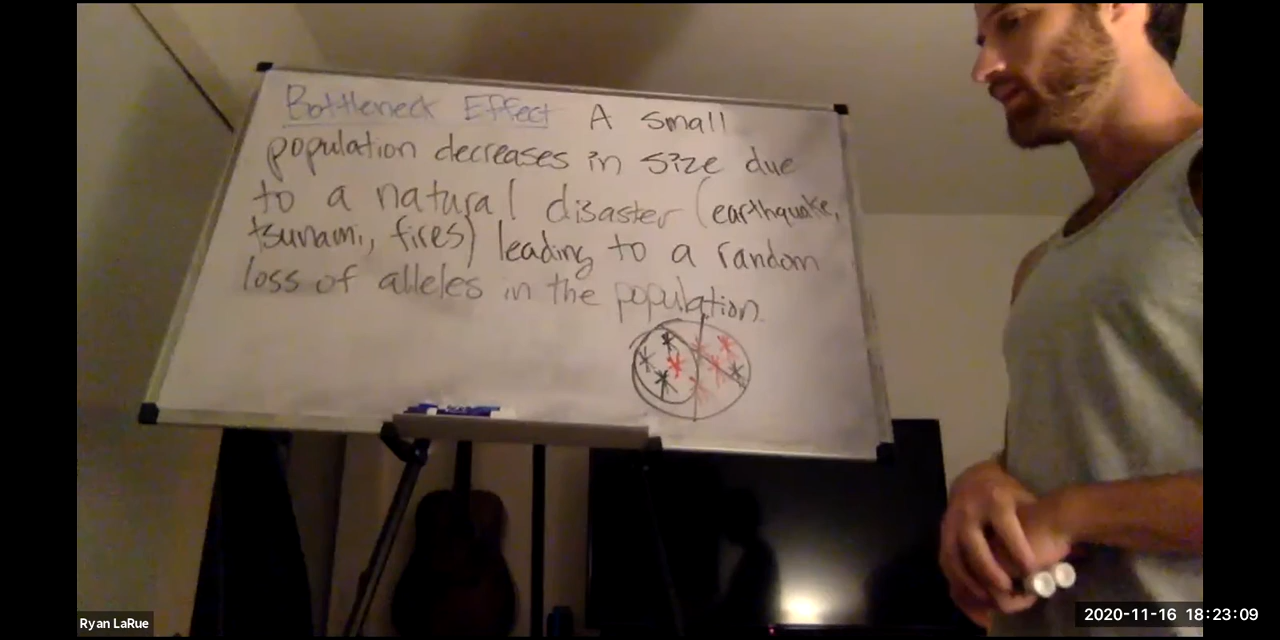 Bottleneck Effect A small
population decreases in size due
to a natural disaster (earthquake,
tsunami, fires) leading to a random
loss of alleles in the population.
Ryan LaRue
2020-11-16 18:23:09